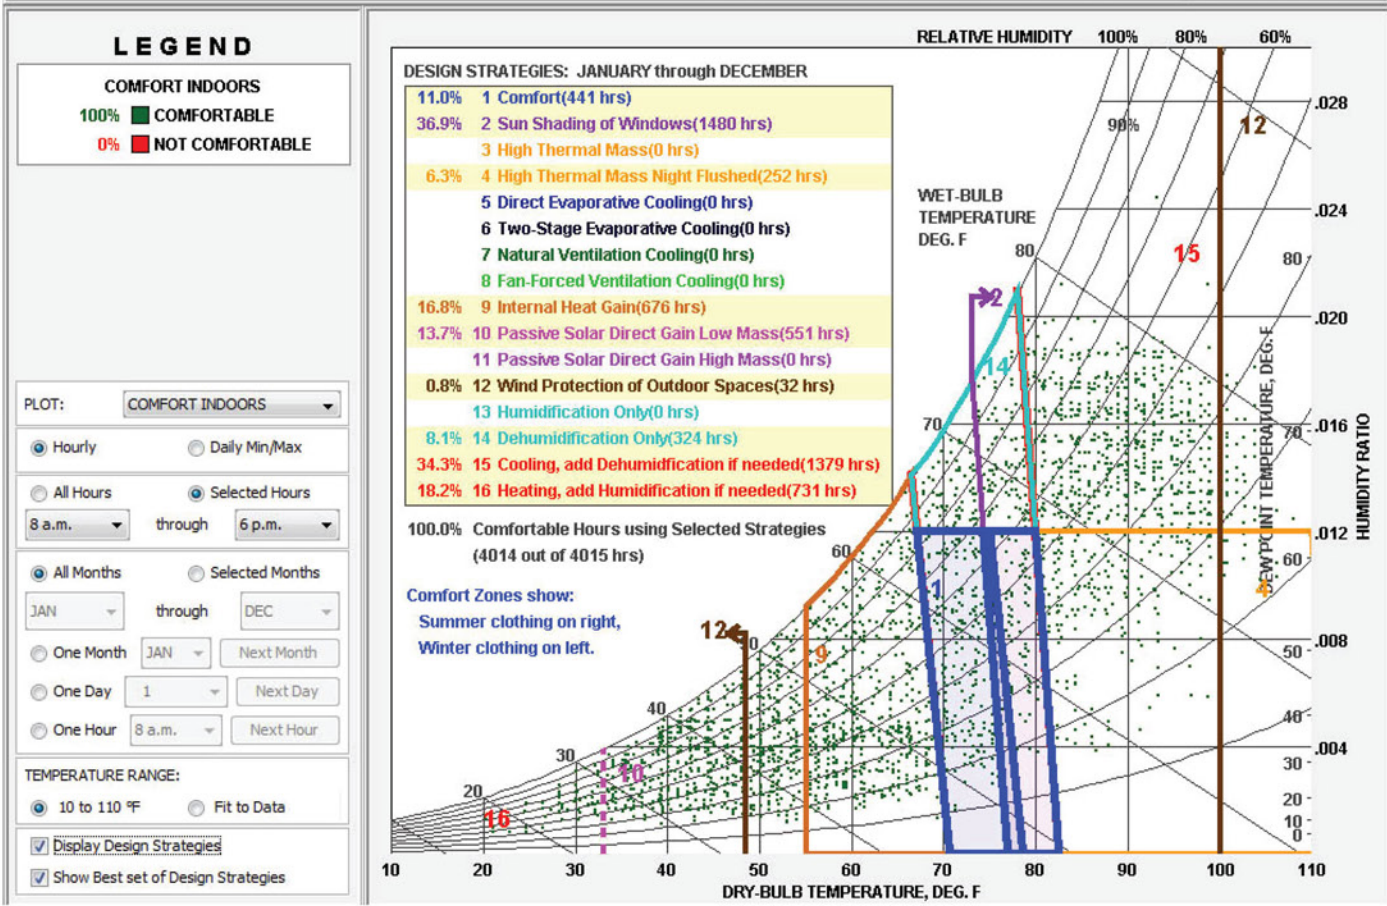 LEGEND
COMFORT INDOORS
100% COMFORTABLE
0% NOT COMFORTABLE
PLOT: COMFORT INDOORS
Hourly Daily Min/Max
All Hours Selected Hours
8 a.m. through 6 p.m.
All Months Selected Months
JAN through DEC
One Month JAN Next Month
One Day 1 Next Day
One Hour 8 a.m. Next Hour
TEMPERATURE RANGE:
10 to 110 °F Fit to Data
Display Design Strategies
Show Best set of Design Strategies
RELATIVE HUMIDITY 100% 80% 60%
90%
DESIGN STRATEGIES: JANUARY through DECEMBER
11.0% 1 Comfort(441 hrs)
36.9% 2 Sun Shading of Windows(1480 hrs)
3 High Thermal Mass(0 hrs)
6.3% 4 High Thermal Mass Night Flushed(252 hrs)
5 Direct Evaporative Cooling(0 hrs)
6 Two-Stage Evaporative Cooling(0 hrs)
7 Natural Ventilation Cooling(0 hrs)
8 Fan-Forced Ventilation Cooling(0 hrs)
16.8% 9 Internal Heat Gain(676 hrs)
13.7% 10 Passive Solar Direct Gain Low Mass(551 hrs)
11 Passive Solar Direct Gain High Mass(0 hrs)
0.8% 12 Wind Protection of Outdoor Spaces(32 hrs)
13 Humidification Only(0 hrs)
8.1% 14 Dehumidification Only(324 hrs)
34.3% 15 Cooling, add Dehumidfication if needed(1379 hrs)
18.2% 16 Heating, add Humidification if needed(731 hrs)
100.0% Comfortable Hours using Selected Strategies
(4014 out of 4015 hrs)
Comfort Zones show:
Summer clothing on right,
Winter clothing on left.
WET-BULB
TEMPERATURE
DEG. F
20
30
40
50
60
70
80
12
15
2
14
1
4
12
9
10
16
DEW POINT TEMPERATURE, DEG. F
80
70
60
50
40
30
20
10
0
.028
.024
.020
.016
.012
.008
.004
HUMIDITY RATIO
10 20 30 40 50 60 70 80 90 100 110
DRY-BULB TEMPERATURE, DEG. F